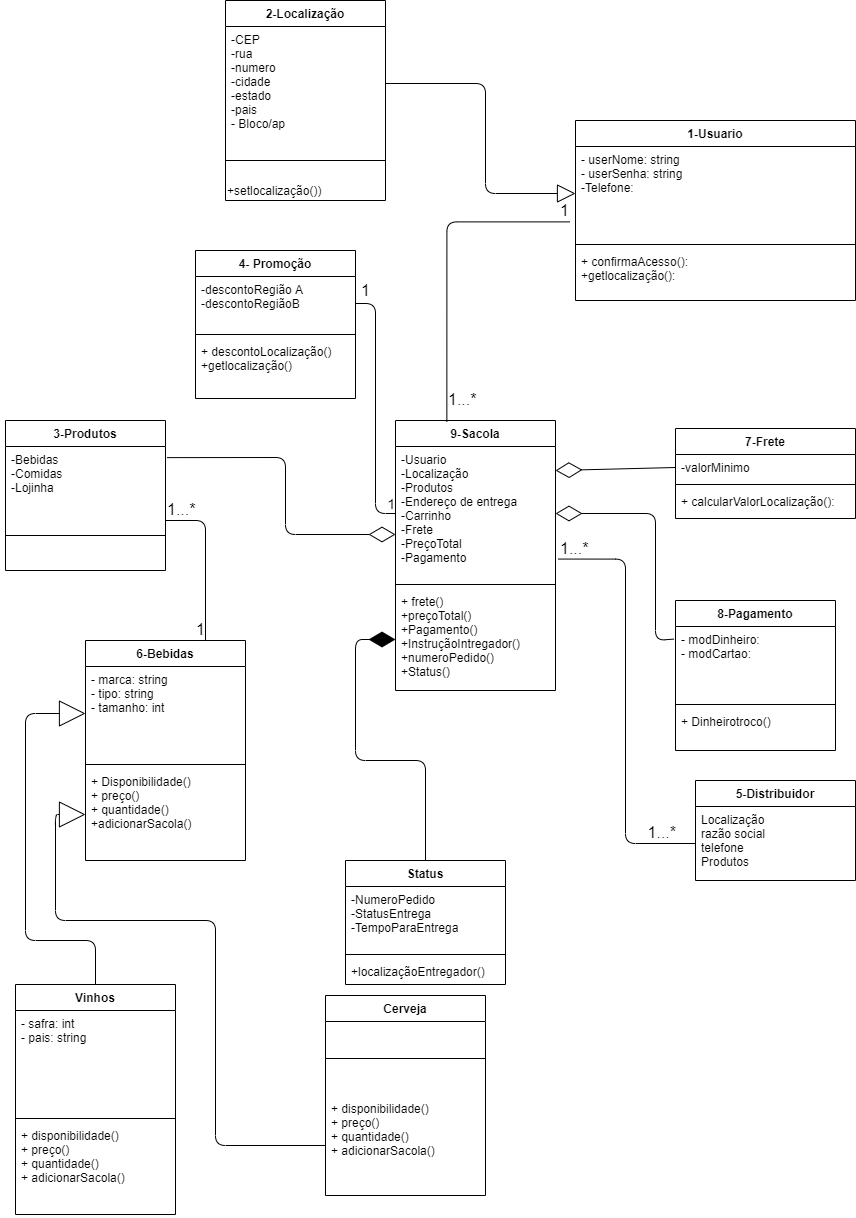 2-Localização
-CEP
-rua
-numero
-cidade
-estado
-pais
- Bloco/ap
+setlocalização())
1-Usuario
- userNome: string
- userSenha: string
-Telefone:
+ confirmaAcesso():
+getlocalização():
1
1...*
4- Promoção
-descontoRegião A
-descontoRegiãoB
+ descontoLocalização()
+getlocalização()
1
1
3-Produtos
-Bebidas
-Comidas
-Lojinha
1...*
1
9-Sacola
-Usuario
-Localização
-Produtos
-Endereço de entrega
-Carrinho
-Frete
-PreçoTotal
-Pagamento
+ frete()
+preçoTotal()
+Pagamento()
+InstruçãoIntregador()
+numeroPedido()
+Status()
7-Frete
-valorMinimo
+ calcularValorLocalização():
1...*
1...*
8-Pagamento
- modDinheiro:
- modCartao:
+ Dinheirotroco()
6-Bebidas
- marca: string
- tipo: string
- tamanho: int
+ Disponibilidade()
+ preço()
+ quantidade()
+adicionarSacola()
5-Distribuidor
Localização
razão social
telefone
Produtos
Status
-NumeroPedido
-StatusEntrega
-TempoParaEntrega
+localizaçãoEntregador()
Vinhos
- safra: int
- pais: string
+ disponibilidade()
+ preço()
+ quantidade()
+ adicionarSacola()
Cerveja
+ disponibilidade()
+ preço()
+ quantidade()
+ adicionarSacola()